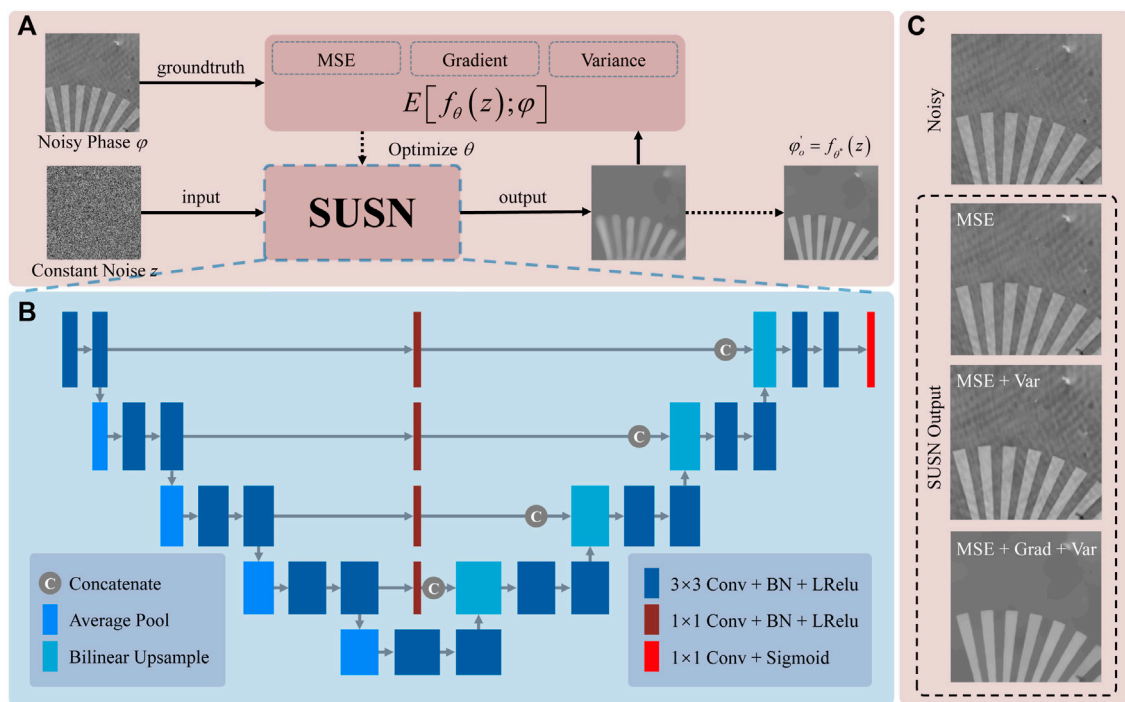 A
groundtruth
Noisy Phase φ
MSE
Gradient
Variance
E[f_θ(z);φ]
Optimize θ
input
SUSN
output
φ'_o = f_θ*(z)
Constant Noise z
B
C
C
C
C
C Concatenate
Average Pool
Bilinear Upsample
3×3 Conv + BN + LRelu
1×1 Conv + BN + LRelu
1×1 Conv + Sigmoid
C
Noisy
SUSN Output
MSE
MSE + Var
MSE + Grad + Var